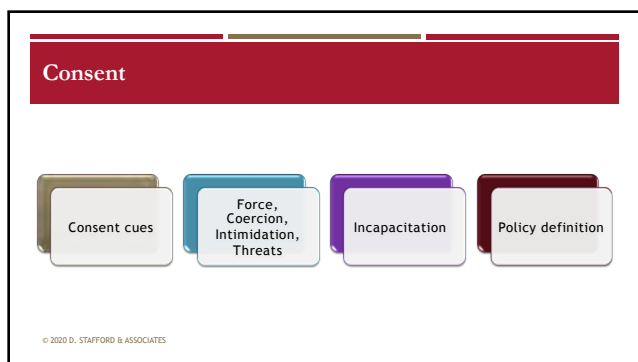 Consent
Consent cues
Force,
Coercion,
Intimidation,
Threats
Incapacitation
Policy definition
© 2020 D. STAFFORD & ASSOCIATES